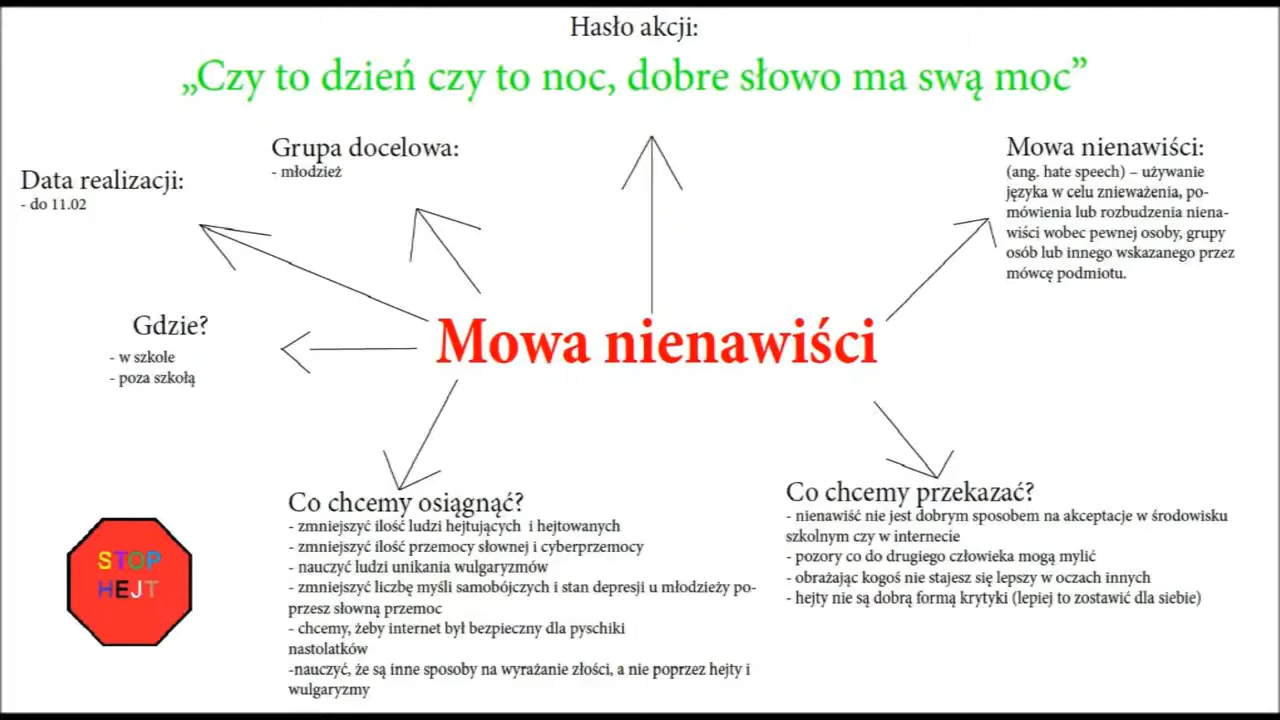 Hasło akcji:
„Czy to dzień czy to noc, dobre słowo ma swą moc”
Data realizacji:
- do 11.02
Grupa docelowa:
- młodzież
Mowa nienawiści:
(ang. hate speech) – używanie
języka w celu znieważenia, po-
mówienia lub rozbudzenia niena-
wiści wobec pewnej osoby, grupy
osób lub innego wskazanego przez
mówcę podmiotu.
Gdzie?
- w szkole
- poza szkołą
Mowa nienawiści
Co chcemy osiągnąć?
- zmniejszyć ilość ludzi hejtujących i hejtowanych
- zmniejszyć ilość przemocy słownej i cyberprzemocy
- nauczyć ludzi unikania wulgaryzmów
- zmniejszyć liczbę myśli samobójczych i stan depresji u młodzieży po-
przesz słowną przemoc
- chcemy, żeby internet był bezpieczny dla pyschiki
nastolatków
-nauczyć, że są inne sposoby na wyrażanie złości, a nie poprzez hejty i
wulgaryzmy
Co chcemy przekazać?
- nienawiść nie jest dobrym sposobem na akceptacje w środowisku
szkolnym czy w internecie
- pozory co do drugiego człowieka mogą mylić
- obrażając kogoś nie stajesz się lepszy w oczach innych
- hejty nie są dobrą formą krytyki (lepiej to zostawić dla siebie)
STOP
HEJT